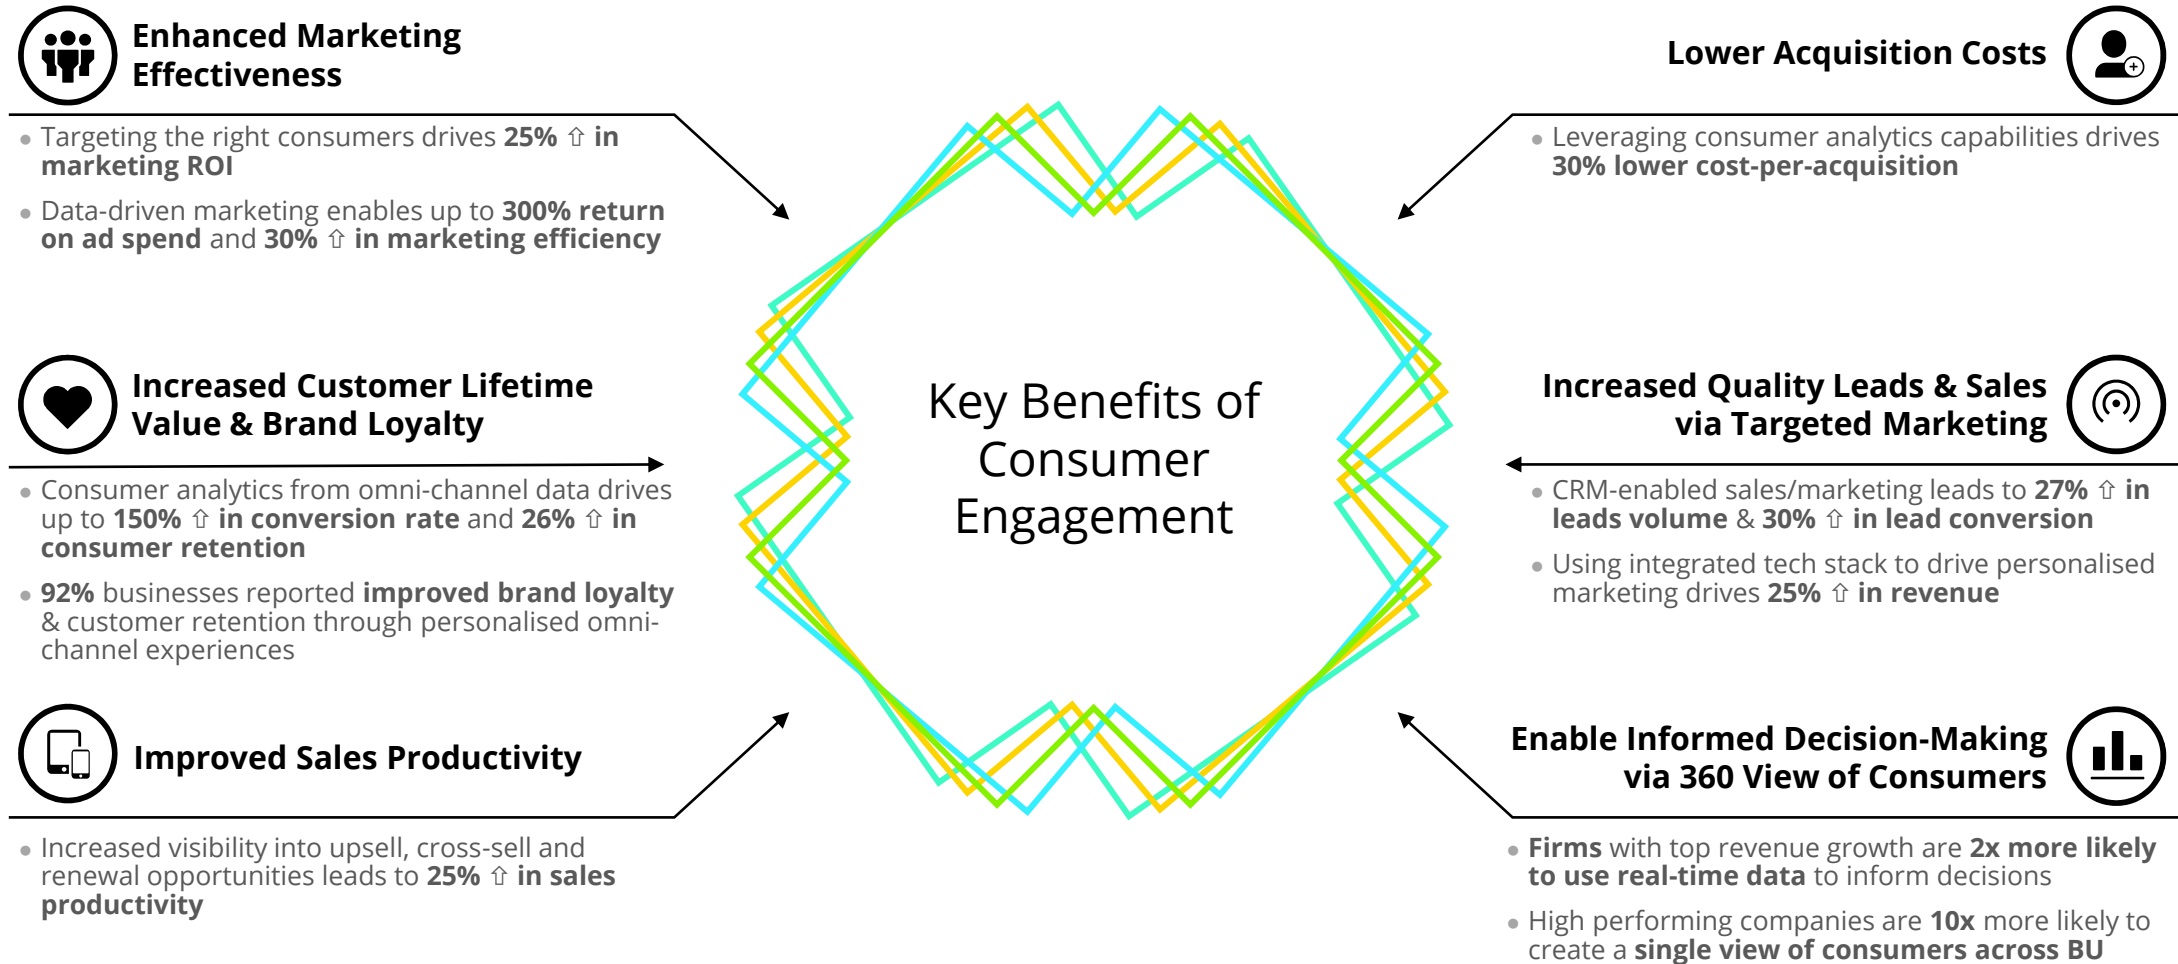 Enhanced Marketing
Effectiveness
• Targeting the right consumers drives 25% ⇧ in
marketing ROI
• Data-driven marketing enables up to 300% return
on ad spend and 30% ⇧ in marketing efficiency
Increased Customer Lifetime
Value & Brand Loyalty
• Consumer analytics from omni-channel data drives
up to 150% ⇧ in conversion rate and 26% ⇧ in
consumer retention
• 92% businesses reported improved brand loyalty
& customer retention through personalised omni-
channel experiences
Improved Sales Productivity
• Increased visibility into upsell, cross-sell and
renewal opportunities leads to 25% ⇧ in sales
productivity
Key Benefits of
Consumer
Engagement
Lower Acquisition Costs
• Leveraging consumer analytics capabilities drives
30% lower cost-per-acquisition
Increased Quality Leads & Sales
via Targeted Marketing
• CRM-enabled sales/marketing leads to 27% ⇧ in
leads volume & 30% ⇧ in lead conversion
• Using integrated tech stack to drive personalised
marketing drives 25% ⇧ in revenue
Enable Informed Decision-Making
via 360 View of Consumers
• Firms with top revenue growth are 2x more likely
to use real-time data to inform decisions
• High performing companies are 10x more likely to
create a single view of consumers across BU